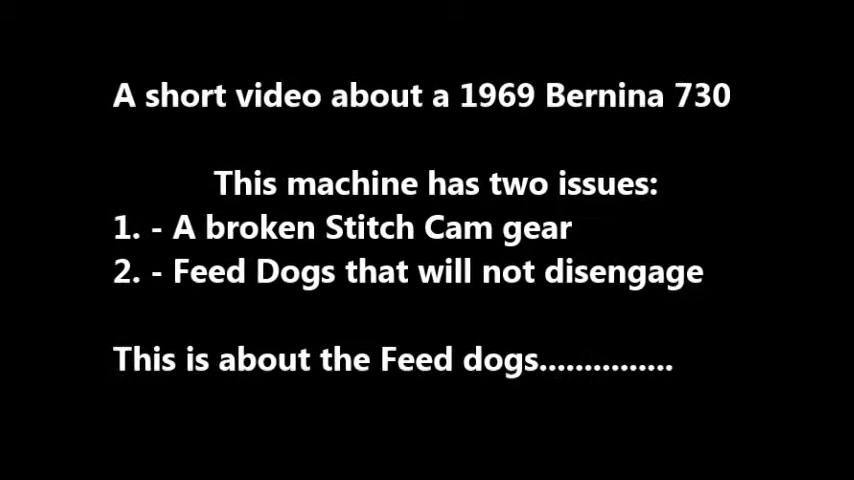 A short video about a 1969 Bernina 730
This machine has two issues:
1. - A broken Stitch Cam gear
2. - Feed Dogs that will not disengage
This is about the Feed dogs...............